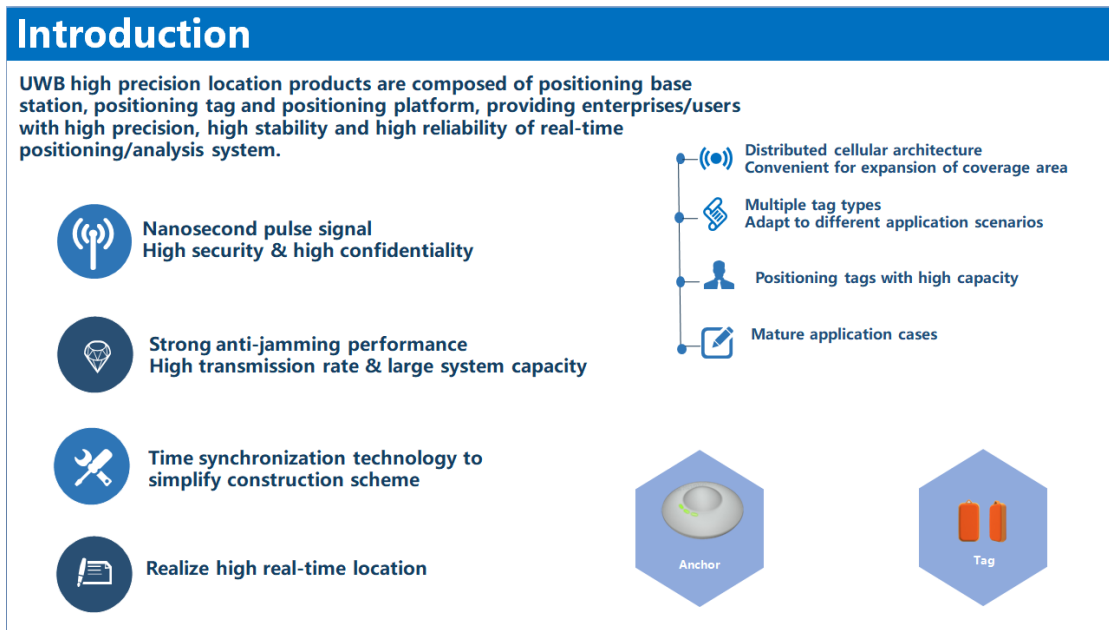 Introduction
UWB high precision location products are composed of positioning base
station, positioning tag and positioning platform, providing enterprises/users
with high precision, high stability and high reliability of real-time
positioning/analysis system.
Nanosecond pulse signal
High security & high confidentiality
Strong anti-jamming performance
High transmission rate & large system capacity
Time synchronization technology to
simplify construction scheme
Realize high real-time location
Distributed cellular architecture
Convenient for expansion of coverage area
Multiple tag types
Adapt to different application scenarios
Positioning tags with high capacity
Mature application cases
Anchor
Tag